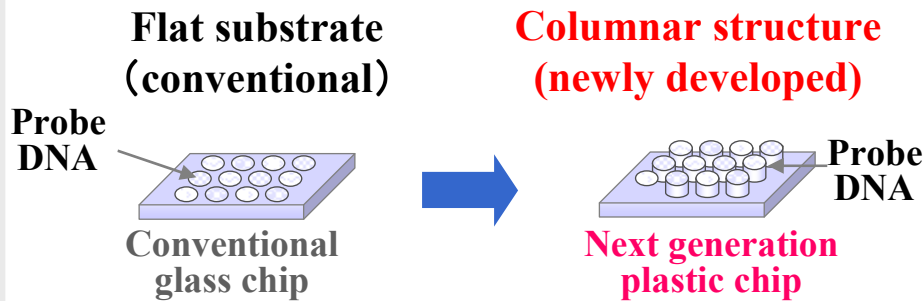 Flat substrate
（conventional）
Probe
DNA
Conventional
glass chip
Columnar structure
(newly developed)
Probe
DNA
Next generation
plastic chip